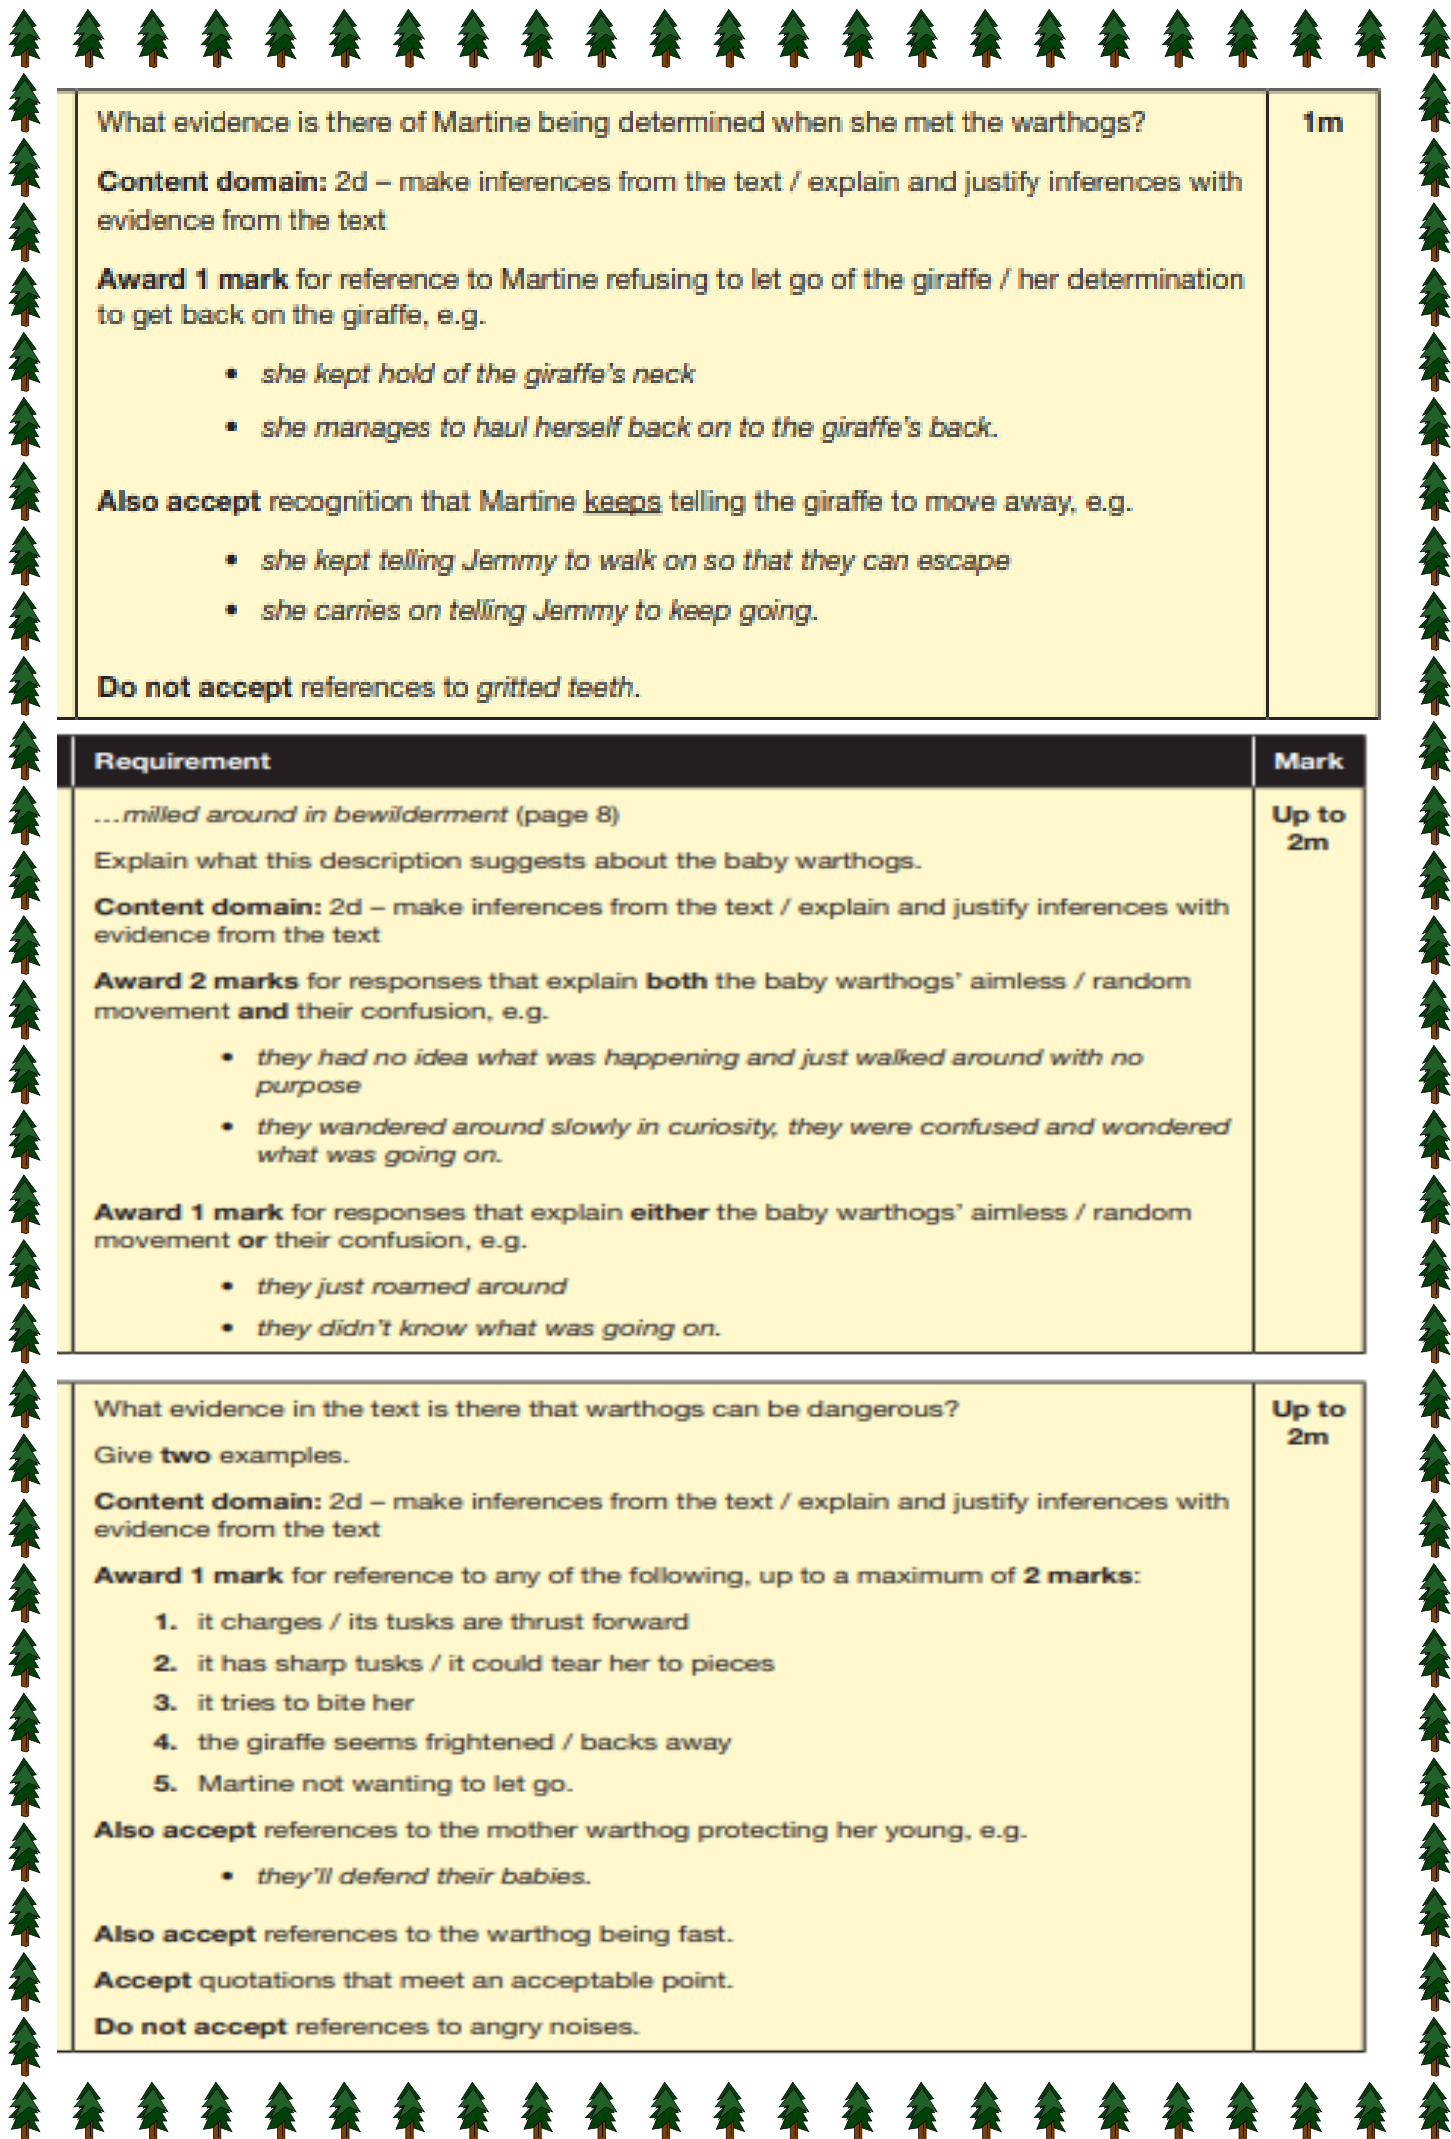 What evidence is there of Martine being determined when she met the warthogs?
1m
Content domain: 2d – make inferences from the text / explain and justify inferences with
evidence from the text
Award 1 mark for reference to Martine refusing to let go of the giraffe / her determination
to get back on the giraffe, e.g.
• she kept hold of the giraffe's neck
• she manages to haul herself back on to the giraffe's back.
Also accept recognition that Martine keeps telling the giraffe to move away, e.g.
• she kept telling Jemmy to walk on so that they can escape
• she carries on telling Jemmy to keep going.
Do not accept references to gritted teeth.
Requirement
Mark
...milled around in bewilderment (page 8)
Up to
2m
Explain what this description suggests about the baby warthogs.
Content domain: 2d – make inferences from the text / explain and justify inferences with
evidence from the text
Award 2 marks for responses that explain both the baby warthogs' aimless / random
movement and their confusion, e.g.
• they had no idea what was happening and just walked around with no
purpose
• they wandered around slowly in curiosity, they were confused and wondered
what was going on.
Award 1 mark for responses that explain either the baby warthogs' aimless / random
movement or their confusion, e.g.
• they just roamed around
• they didn't know what was going on.
What evidence in the text is there that warthogs can be dangerous?
Up to
2m
Give two examples.
Content domain: 2d – make inferences from the text / explain and justify inferences with
evidence from the text
Award 1 mark for reference to any of the following, up to a maximum of 2 marks:
1. it charges / its tusks are thrust forward
2. it has sharp tusks / it could tear her to pieces
3. it tries to bite her
4. the giraffe seems frightened / backs away
5. Martine not wanting to let go.
Also accept references to the mother warthog protecting her young, e.g.
• they'll defend their babies.
Also accept references to the warthog being fast.
Accept quotations that meet an acceptable point.
Do not accept references to angry noises.